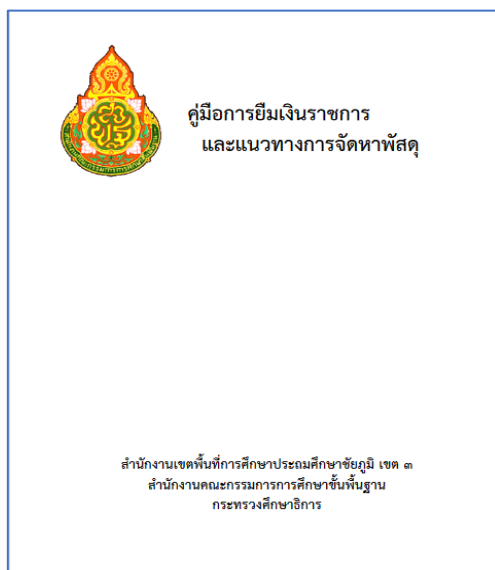 คู่มือการยืมเงินราชการ
และแนวทางการจัดหาพัสดุ
สำนักงานเขตพื้นที่การศึกษาประถมศึกษาชัยภูมิ เขต ๓
สำนักงานคณะกรรมการการศึกษาขั้นพื้นฐาน
กระทรวงศึกษาธิการ